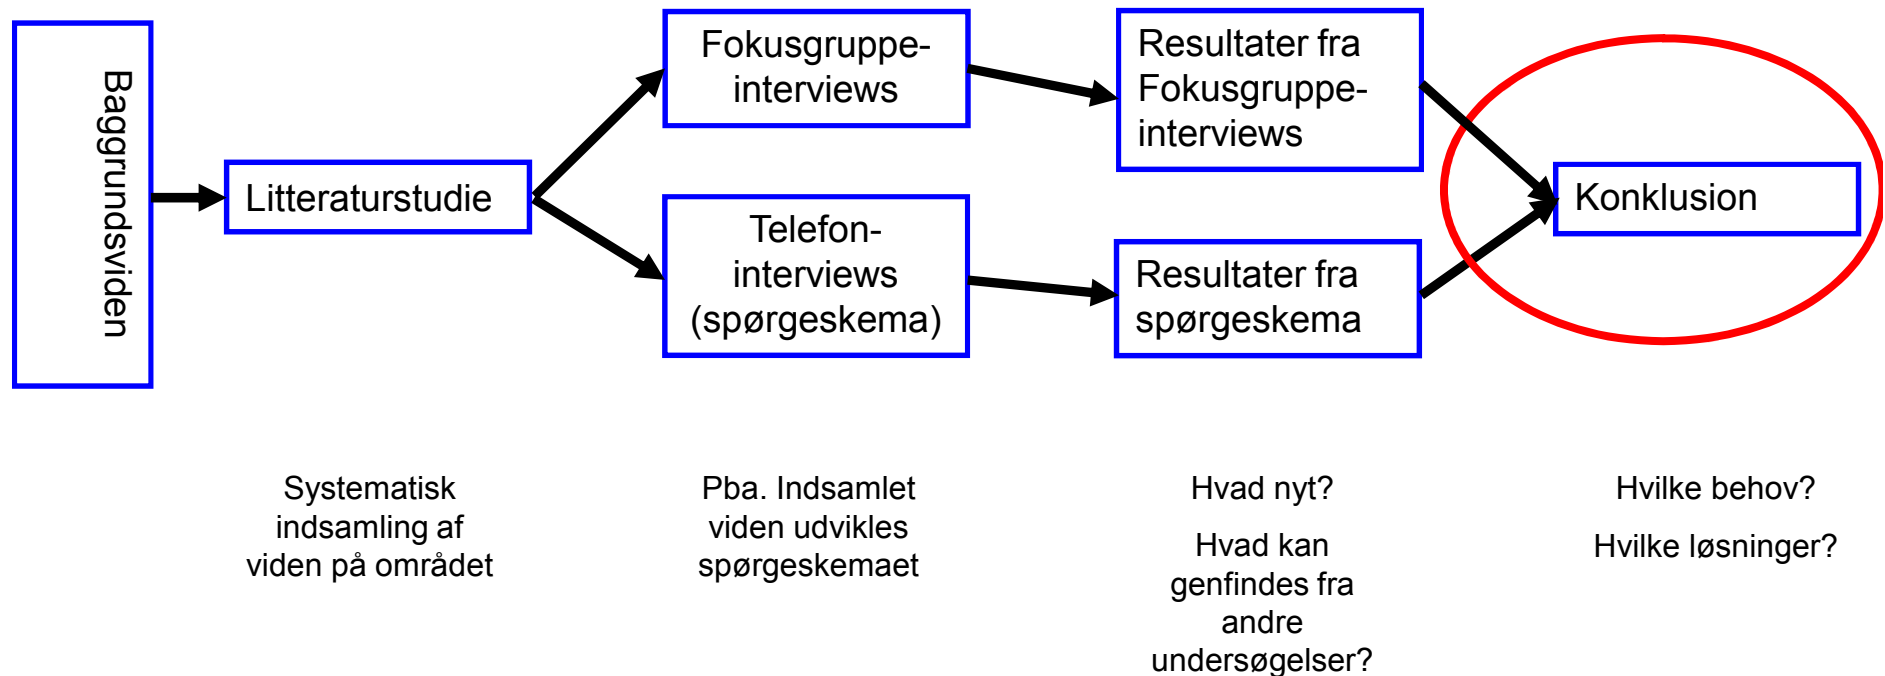 Baggrundsviden
Litteraturstudie
Fokusgruppe-
interviews
Telefon-
interviews
(spørgeskema)
Resultater fra
Fokusgruppe-
interviews
Resultater fra
spørgeskema
Konklusion
Systematisk
indsamling af
viden på området
Pba. Indsamlet
viden udvikles
spørgeskemaet
Hvad nyt?
Hvad kan
genfindes fra
andre
undersøgelser?
Hvilke behov?
Hvilke løsninger?